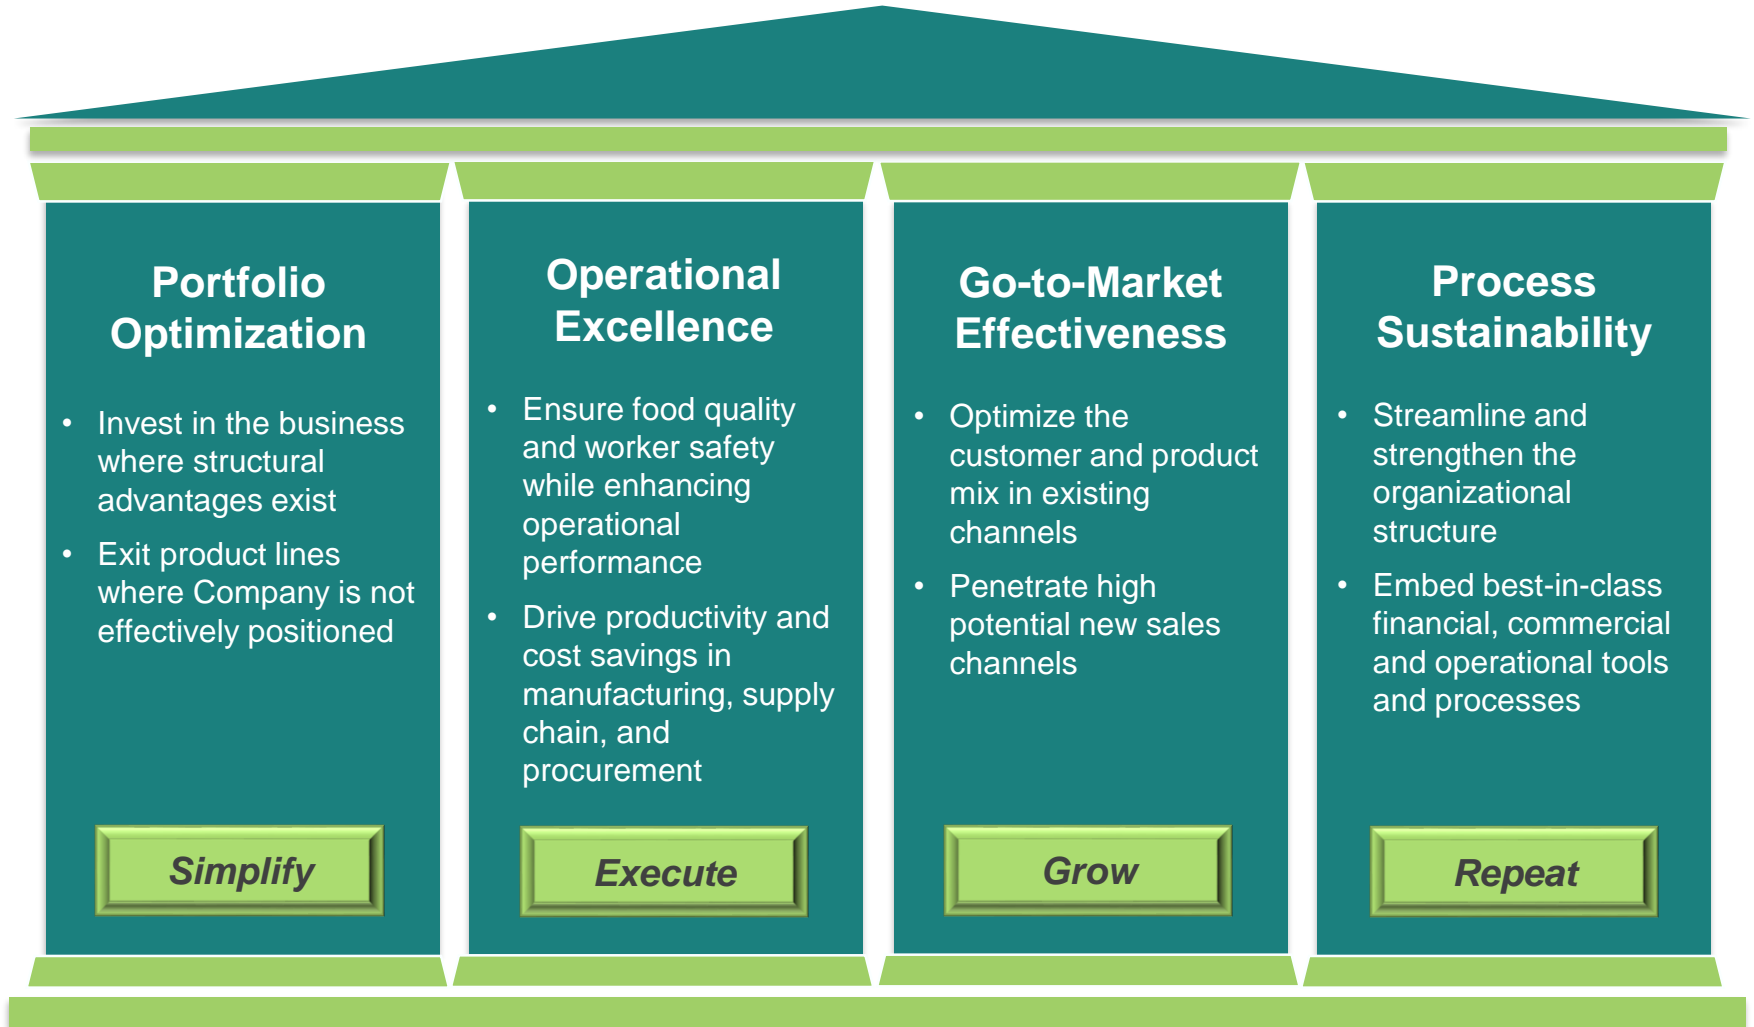 Portfolio
Optimization
• Invest in the business
where structural
advantages exist
• Exit product lines
where Company is not
effectively positioned
Simplify
Operational
Excellence
• Ensure food quality
and worker safety
while enhancing
operational
performance
• Drive productivity and
cost savings in
manufacturing, supply
chain, and
procurement
Execute
Go-to-Market
Effectiveness
• Optimize the
customer and product
mix in existing
channels
• Penetrate high
potential new sales
channels
Grow
Process
Sustainability
• Streamline and
strengthen the
organizational
structure
• Embed best-in-class
financial, commercial
and operational tools
and processes
Repeat